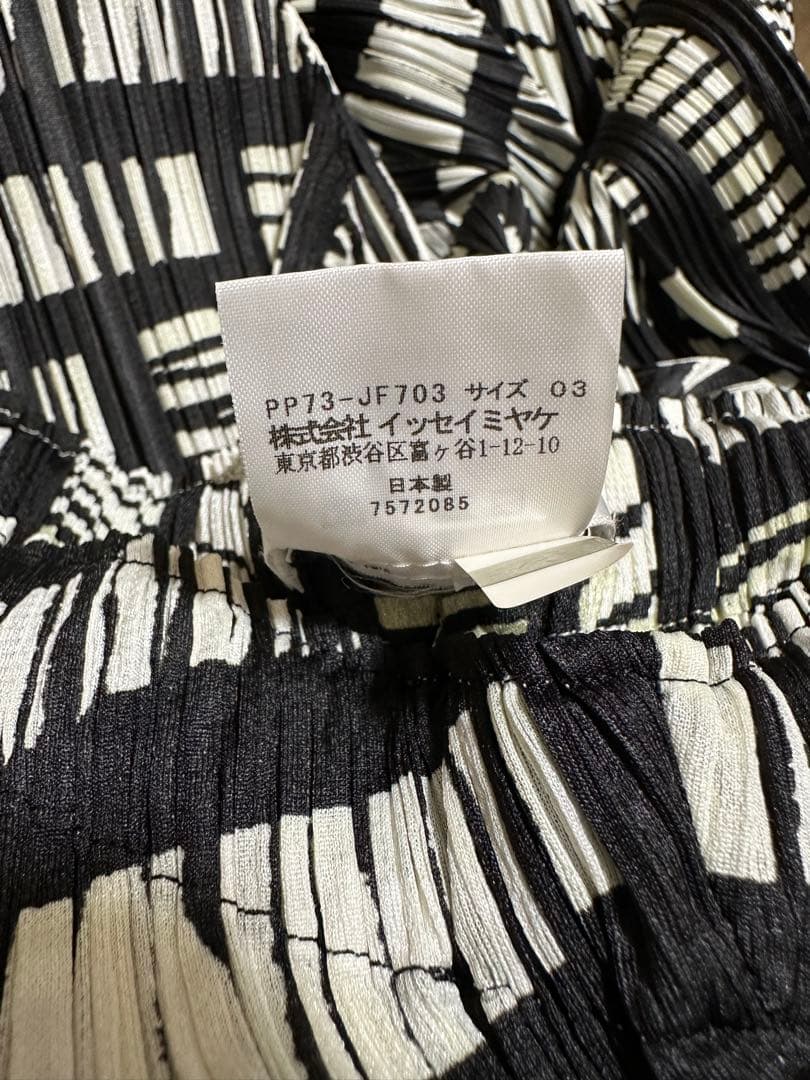 PP73-JF703 サイズ 03
株式会社 イッセイミヤケ
東京都渋谷区富ヶ谷1-12-10
日本製
7572085